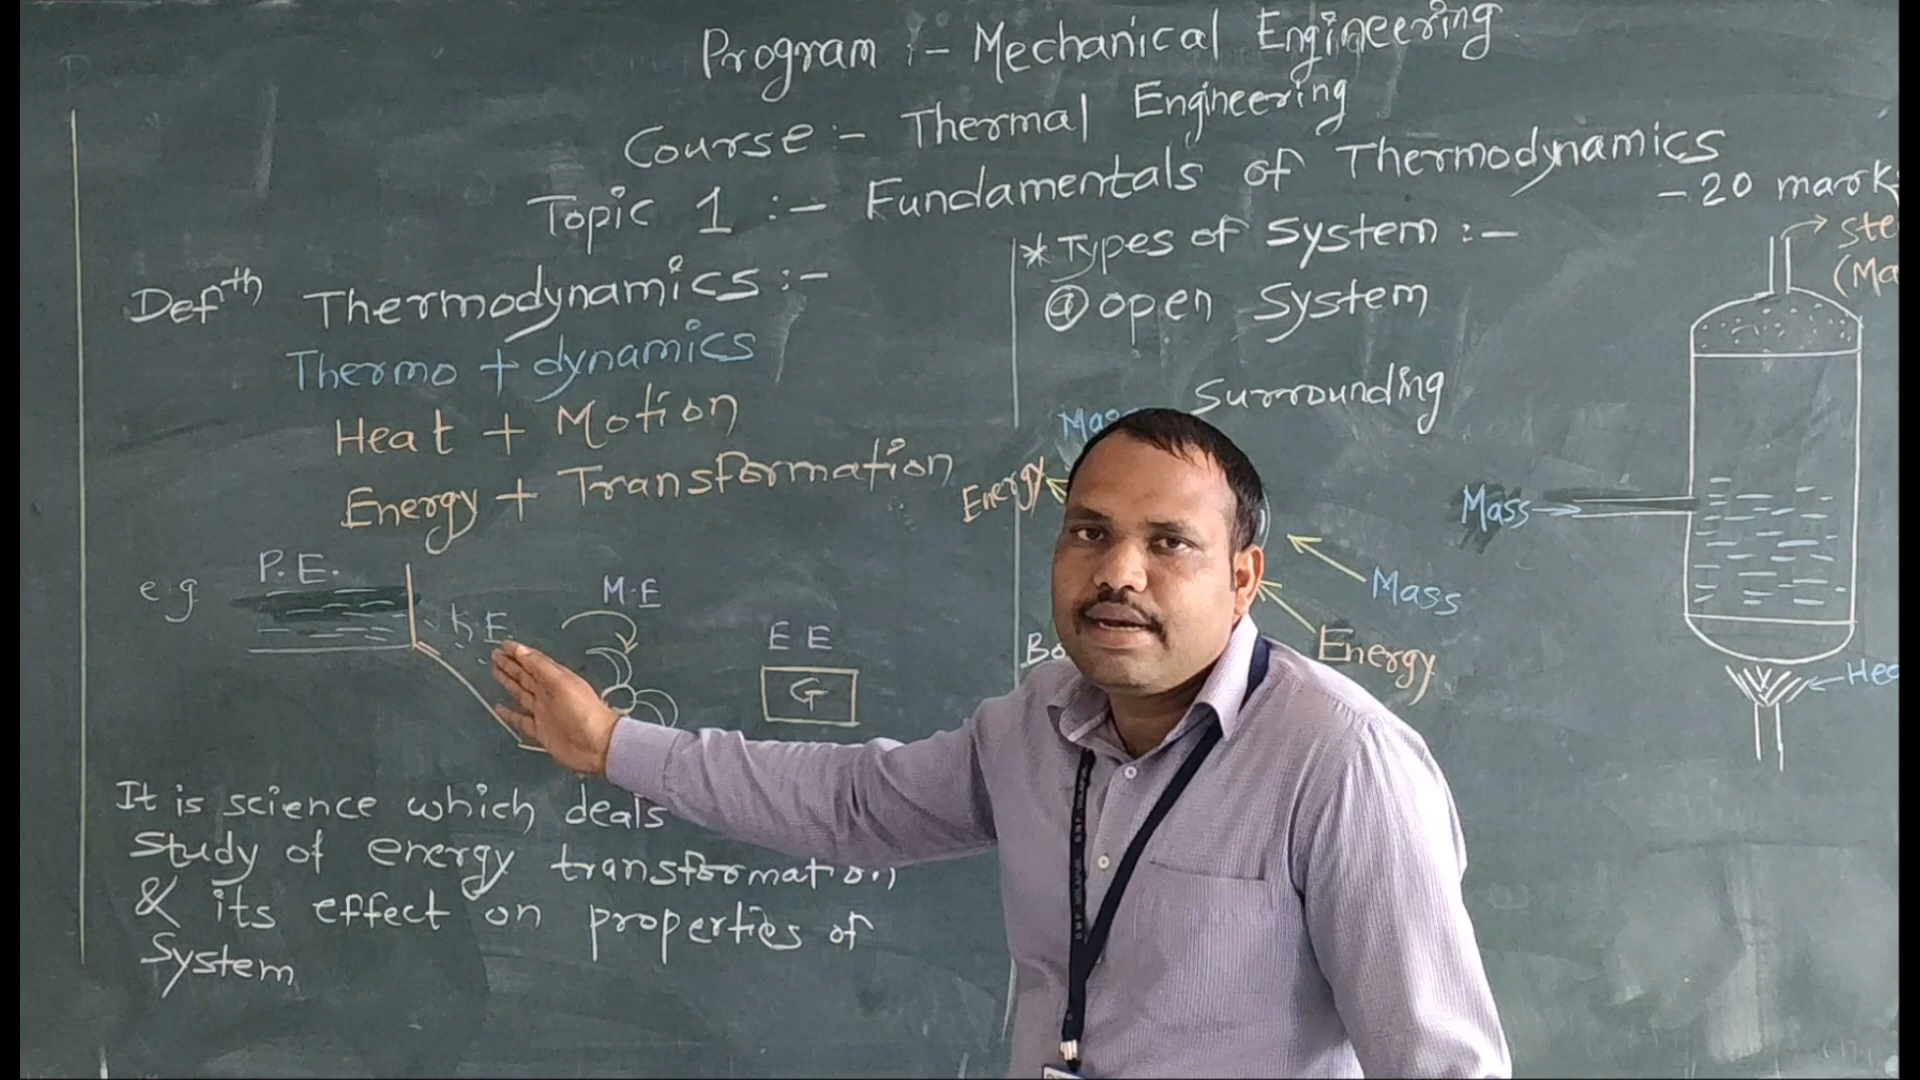 Program :- Mechanical Engineering
Course :- Thermal Engineering
Topic 1 :- Fundamentals of Thermodynamics
- 20 mark
Defth Thermodynamics :-
Thermo + dynamics
Heat + Motion
Energy + Transformation
e.g
P.E.
K.E.
M.E
E E
G
It is science which deals
study of energy transformation
& its effect on properties of
system
* Types of System :-
@ open System
Surrounding
Energy
Mass
Energy
Mass